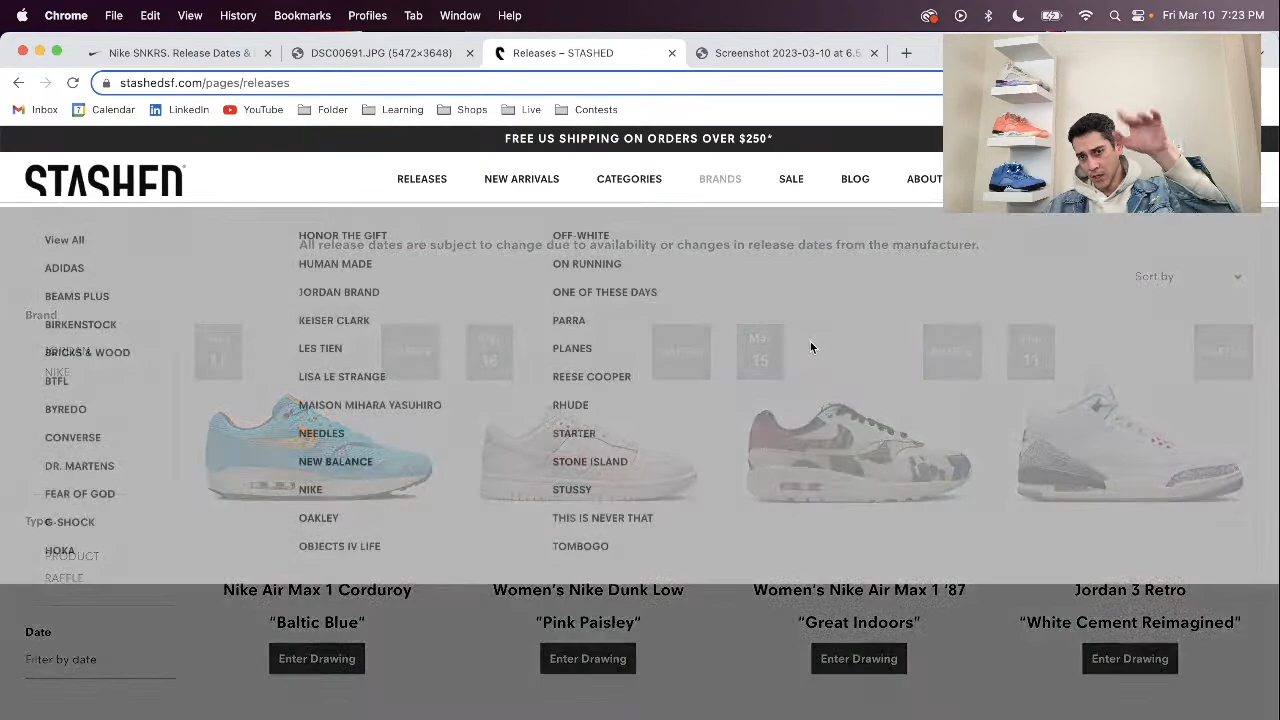 Chrome File Edit View History Bookmarks Profiles Tab Window Help Fri Mar 10 7:23 PM
Nike SNKRS. Release Dates & DSC00691.JPG (5472×3648) Releases – STASHED Screenshot 2023-03-10 at 6.5
stashedsf.com/pages/releases
Inbox Calendar LinkedIn YouTube Folder Learning Shops Live Contests
FREE US SHIPPING ON ORDERS OVER $250*
STASHED
RELEASES NEW ARRIVALS CATEGORIES BRANDS SALE BLOG ABOUT
View All
ADIDAS
BEAMS PLUS
BIRKENSTOCK
BRICKS & WOOD
BTFL
BYREDO
CONVERSE
DR. MARTENS
FEAR OF GOD
G-SHOCK
HOKA
HONOR THE GIFT
HUMAN MADE
JORDAN BRAND
KEISER CLARK
LES TIEN
LISA LE STRANGE
MAISON MIHARA YASUHIRO
NEEDLES
NEW BALANCE
NIKE
OAKLEY
OBJECTS IV LIFE
OFF-WHITE
ON RUNNING
ONE OF THESE DAYS
PARRA
PLANES
REESE COOPER
RHUDE
STARTER
STONE ISLAND
STUSSY
THIS IS NEVER THAT
TOMBOGO
All release dates are subject to change due to availability or changes in release dates from the manufacturer.
Sort by
Brand
NIKE
Type
PRODUCT
RAFFLE
Date
Filter by date
16
15
11
Nike Air Max 1 Corduroy
"Baltic Blue"
Enter Drawing
Women's Nike Dunk Low
"Pink Paisley"
Enter Drawing
Women's Nike Air Max 1 '87
"Great Indoors"
Enter Drawing
Jordan 3 Retro
"White Cement Reimagined"
Enter Drawing